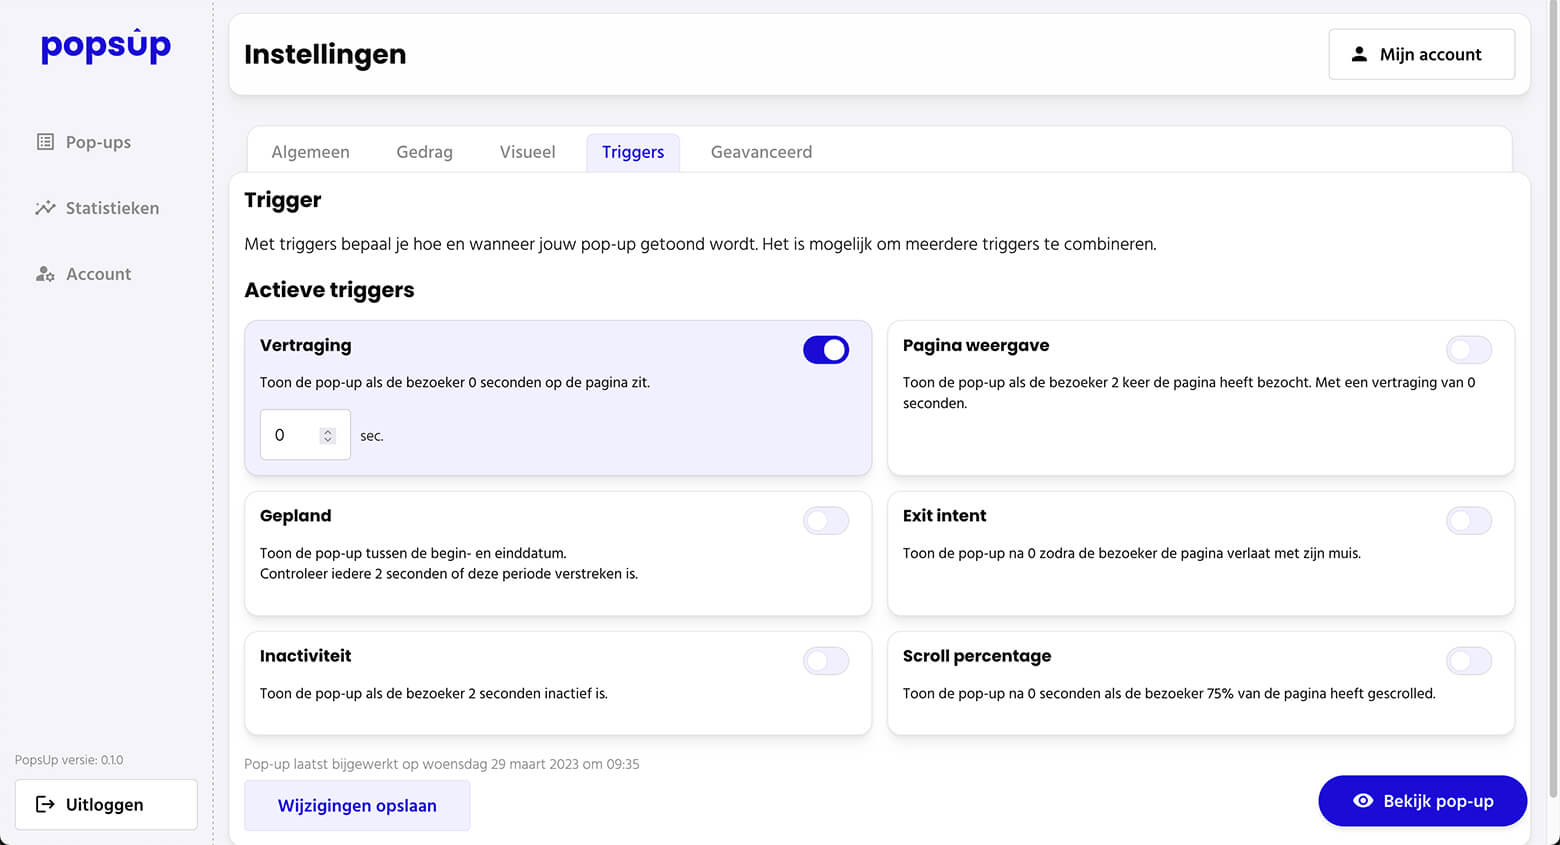 popsûp
Instellingen
Mijn account
Pop-ups
Statistieken
Account
Algemeen
Gedrag
Visueel
Triggers
Geavanceerd
Trigger
Met triggers bepaal je hoe en wanneer jouw pop-up getoond wordt. Het is mogelijk om meerdere triggers te combineren.
Actieve triggers
Vertraging
Toon de pop-up als de bezoeker 0 seconden op de pagina zit.
0
sec.
Pagina weergave
Toon de pop-up als de bezoeker 2 keer de pagina heeft bezocht. Met een vertraging van 0
seconden.
Gepland
Toon de pop-up tussen de begin- en einddatum.
Controleer iedere 2 seconden of deze periode verstreken is.
Exit intent
Toon de pop-up na 0 zodra de bezoeker de pagina verlaat met zijn muis.
Inactiviteit
Toon de pop-up als de bezoeker 2 seconden inactief is.
Scroll percentage
Toon de pop-up na 0 seconden als de bezoeker 75% van de pagina heeft gescrolled.
Pop-up laatst bijgewerkt op woensdag 29 maart 2023 om 09:35
Wijzigingen opslaan
Bekijk pop-up
PopsUp versie: 0.1.0
Uitloggen